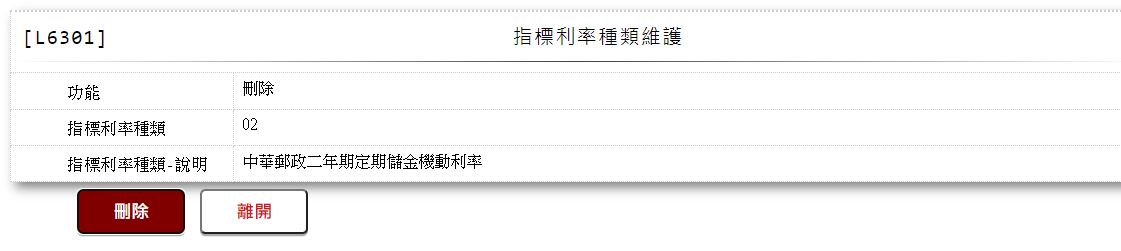 [L6301] 指標利率種類維護
功能 刪除
指標利率種類 02
指標利率種類-說明 中華郵政二年期定期儲金機動利率
刪除 離開